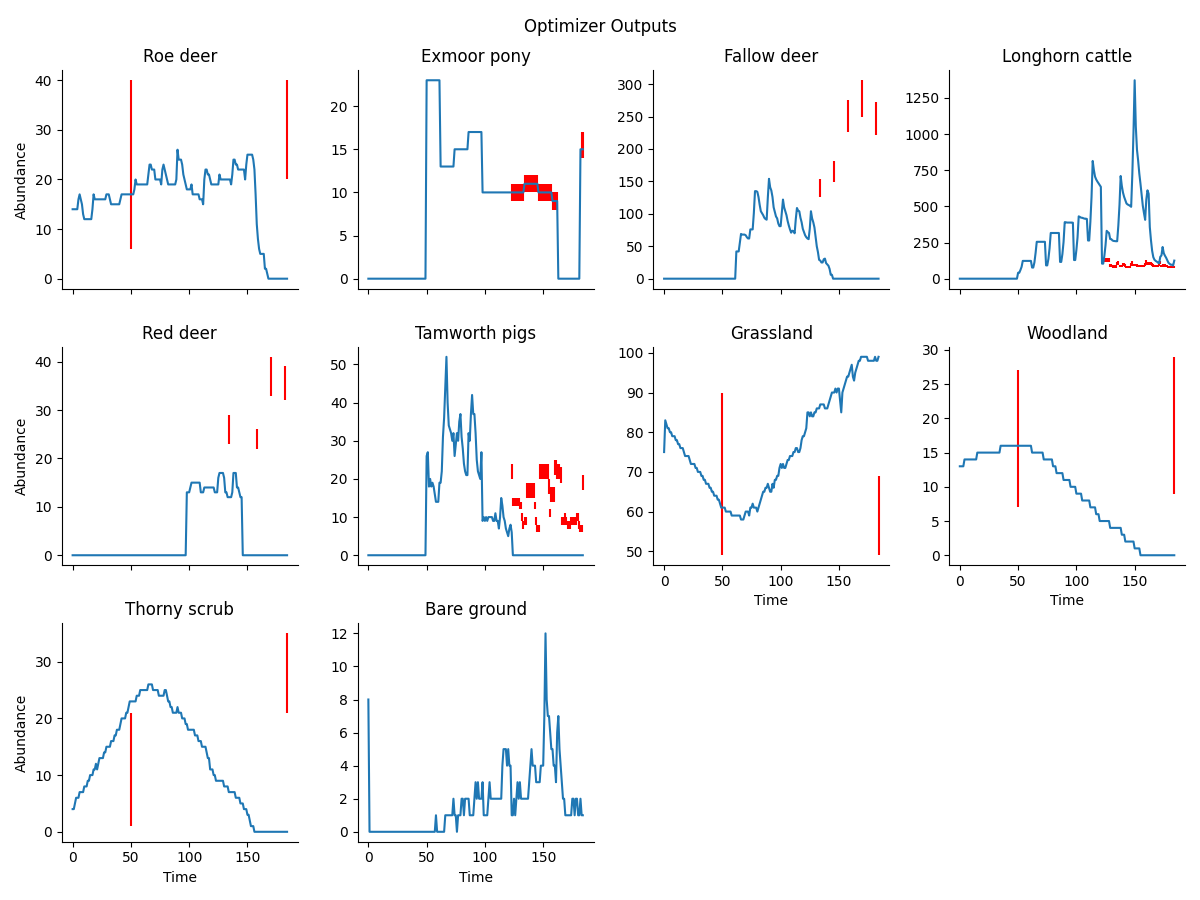 Optimizer Outputs
Roe deer
Exmoor pony
Fallow deer
Longhorn cattle
40
30
20
10
0
Abundance
20
15
10
5
0
300
250
200
150
100
50
0
1250
1000
750
500
250
0
Red deer
Tamworth pigs
Grassland
Woodland
40
30
20
10
0
Abundance
50
40
30
20
10
0
100
90
80
70
60
50
0 50 100 150
Time
30
25
20
15
10
5
0
0 50 100 150
Time
Thorny scrub
Bare ground
30
20
10
0
Abundance
0 50 100 150
Time
12
10
8
6
4
2
0
0 50 100 150
Time